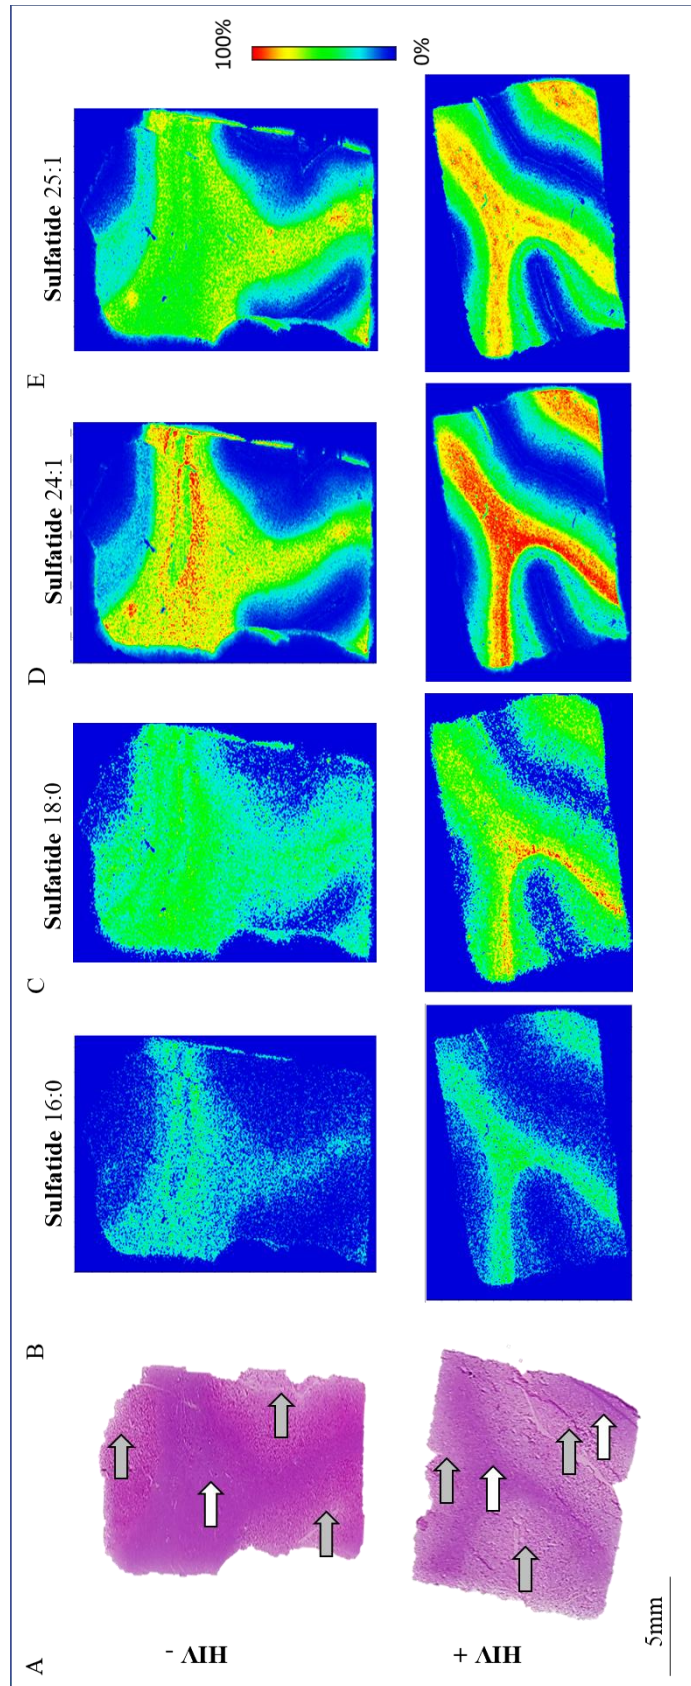 A
B
C
D
E
Sulfatide 16:0
Sulfatide 18:0
Sulfatide 24:1
Sulfatide 25:1
100%
0%
HIV -
HIV +
5mm